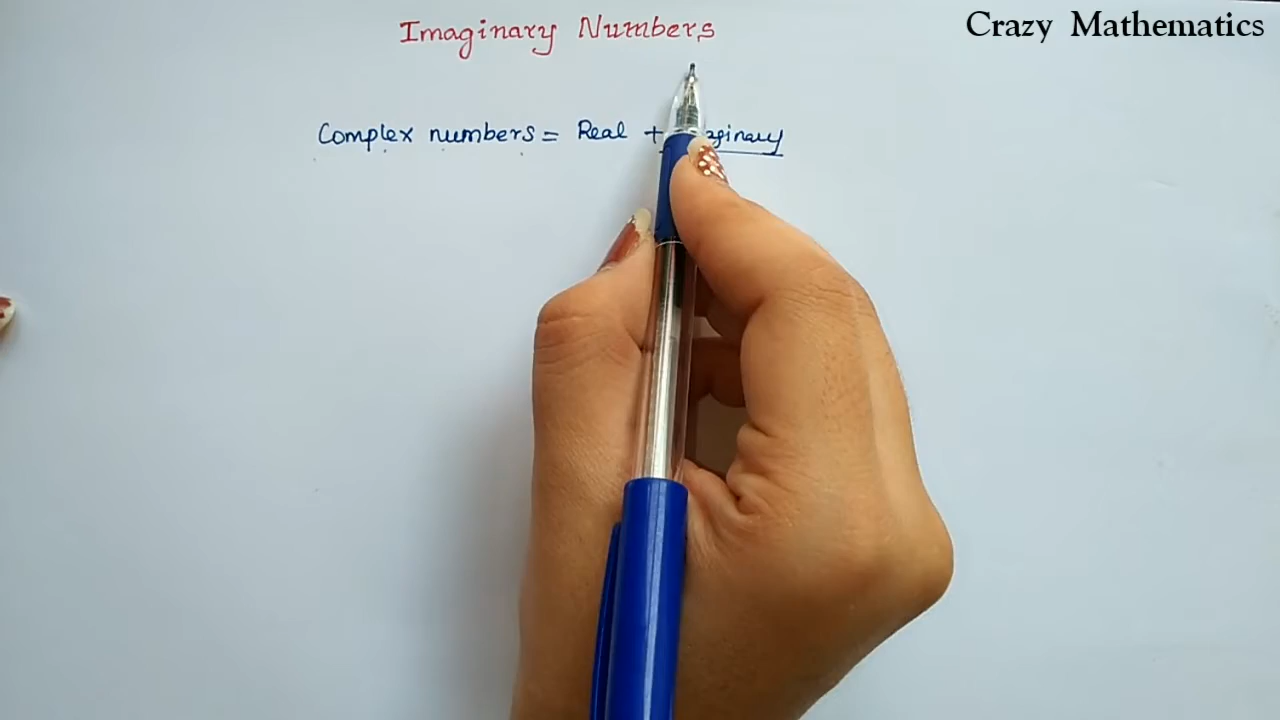 Imaginary Numbers
Crazy Mathematics
Complex numbers = Real +